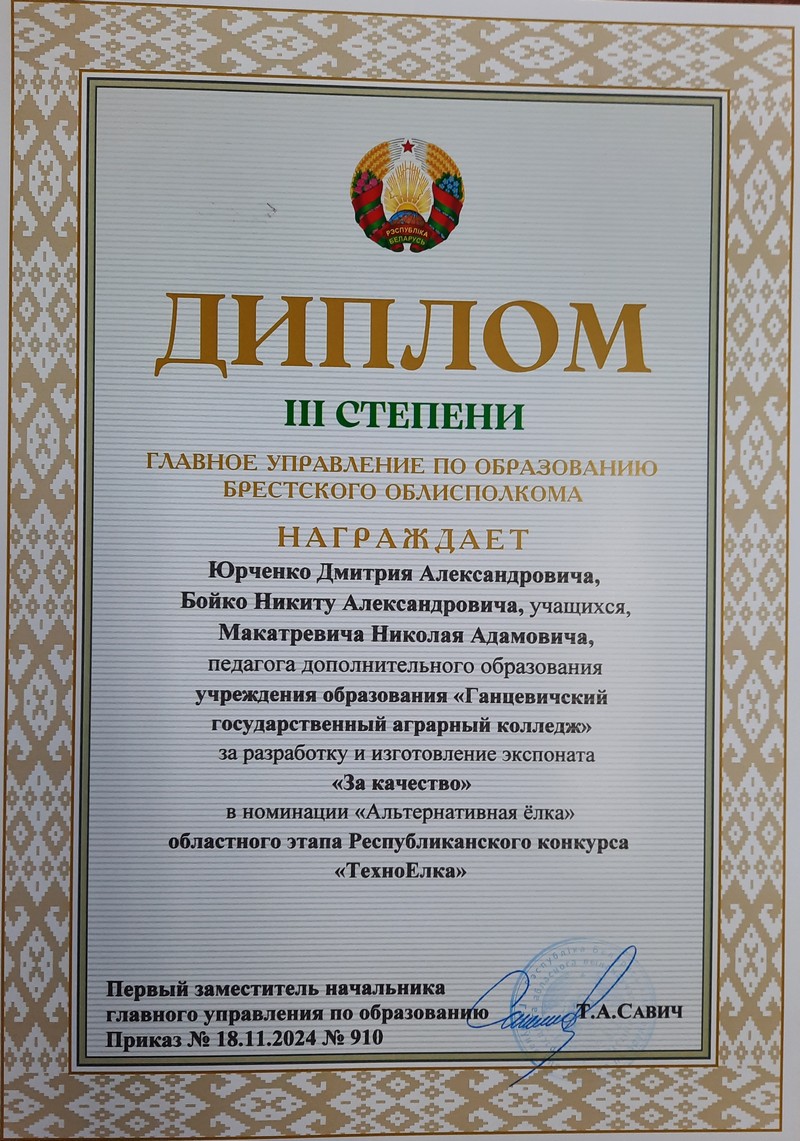 РЭСПУБЛІКА
БЕЛАРУСЬ
ДИПЛОМ
III СТЕПЕНИ
ГЛАВНОЕ УПРАВЛЕНИЕ ПО ОБРАЗОВАНИЮ
БРЕСТСКОГО ОБЛИСПОЛКОМА
НАГРАЖДАЕТ
Юрченко Дмитрия Александровича,
Бойко Никиту Александровича, учащихся,
Макатревича Николая Адамовича,
педагога дополнительного образования
учреждения образования «Ганцевичский
государственный аграрный колледж»
за разработку и изготовление экспоната
«За качество»
в номинации «Альтернативная ёлка»
областного этапа Республиканского конкурса
«ТехноЕлка»
Первый заместитель начальника
главного управления по образованию Т.А.САВИЧ
Приказ № 18.11.2024 № 910